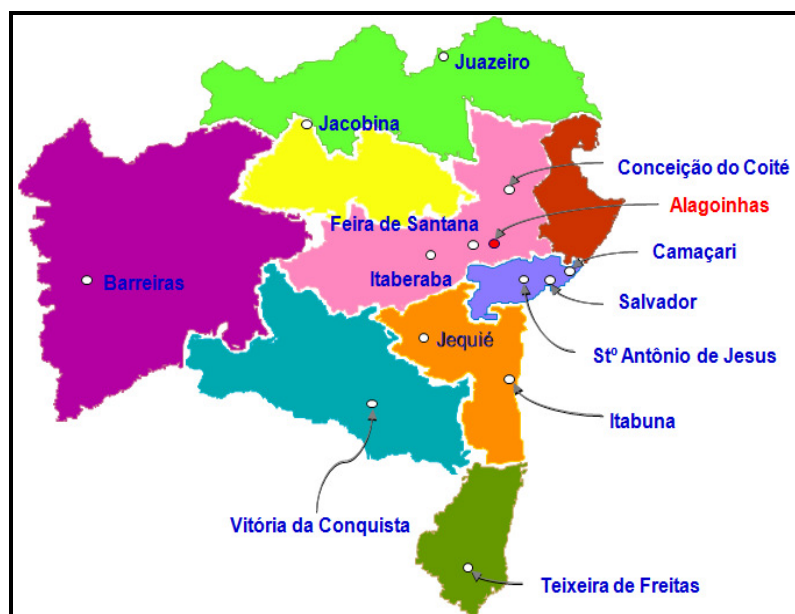 Juazeiro
Jacobina
Conceição do Coité
Alagoinhas
Feira de Santana
Camaçari
Itaberaba
Barreiras
Salvador
Jequié
Stº Antônio de Jesus
Itabuna
Vitória da Conquista
Teixeira de Freitas